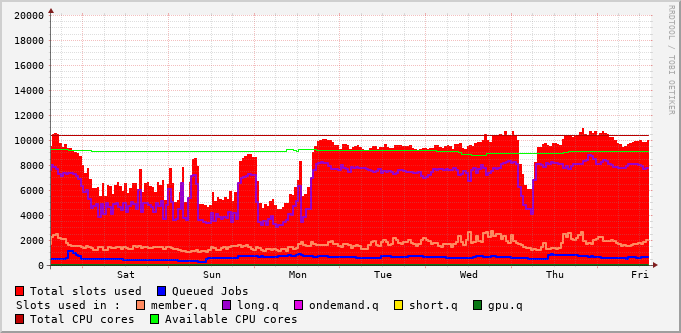 20000
18000
16000
14000
12000
10000
8000
6000
4000
2000
0
Sat Sun Mon Tue Wed Thu Fri
RRDTOOL / TOBI OETIKER
Total slots used Queued Jobs
Slots used in : member.q long.q ondemand.q short.q gpu.q
Total CPU cores Available CPU cores